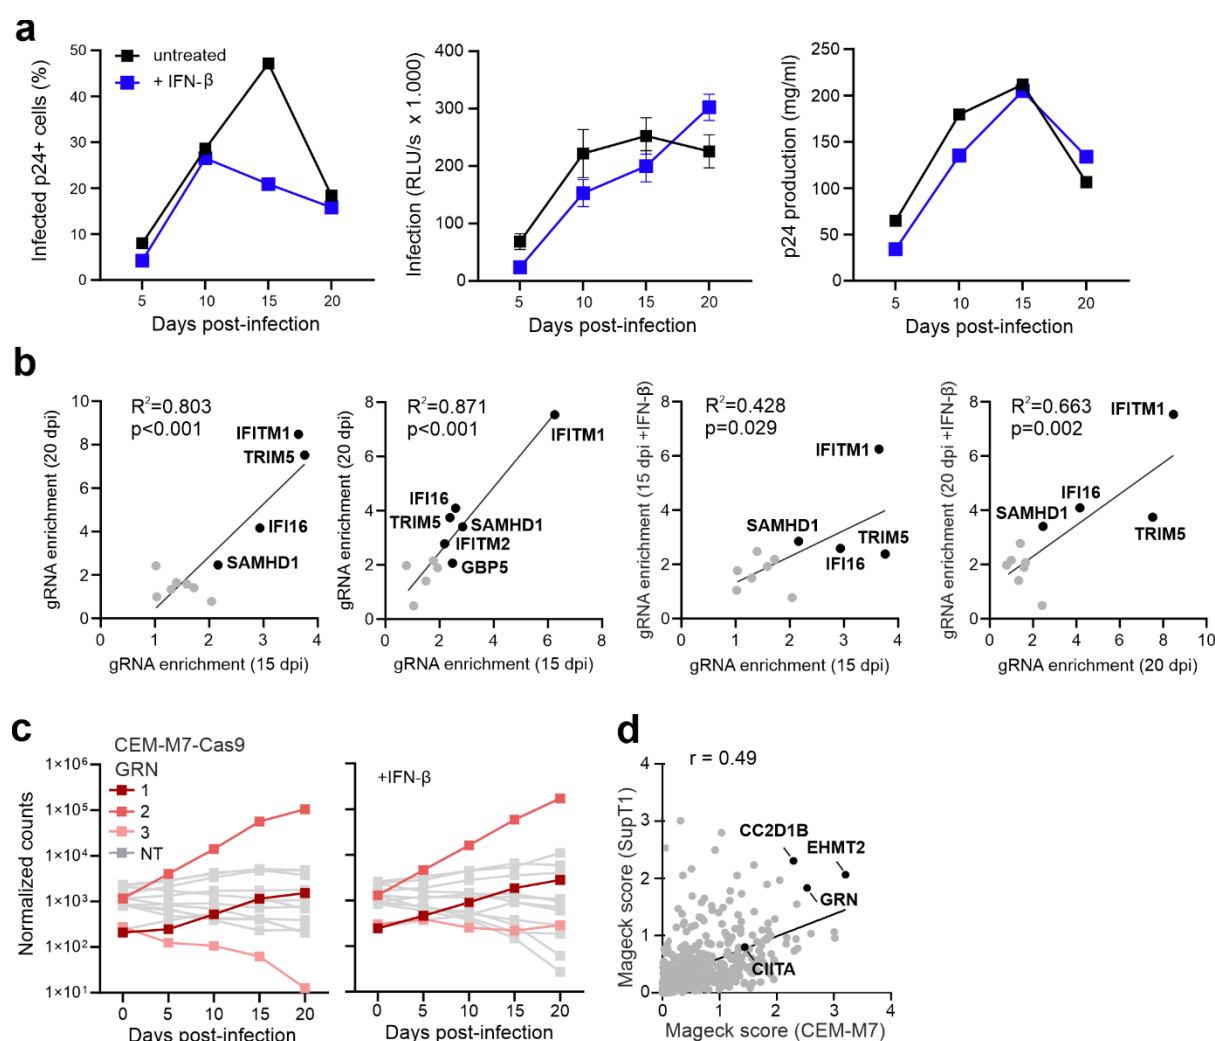 a
untreated
+ IFN-β
Infected p24+ cells (%)
50
40
30
20
10
0
5 10 15 20
Days post-infection
Infection (RLU/s x 1.000)
400
300
200
100
0
5 10 15 20
Days post-infection
p24 production (mg/ml)
250
200
150
100
50
0
5 10 15 20
Days post-infection
b
gRNA enrichment (20 dpi)
10
8
6
4
2
0
R²=0.803
p<0.001
IFITM1
TRIM5
IFI16
SAMHD1
0 1 2 3 4
gRNA enrichment (15 dpi)
gRNA enrichment (20 dpi)
8
6
4
2
0
R²=0.871
p<0.001
IFITM1
IFI16
TRIM5
SAMHD1
IFITM2
GBP5
0 2 4 6 8
gRNA enrichment (15 dpi)
gRNA enrichment (15 dpi +IFN-β)
8
6
4
2
0
R²=0.428
p=0.029
IFITM1
SAMHD1
TRIM5
IFI16
0 1 2 3 4
gRNA enrichment (15 dpi)
gRNA enrichment (20 dpi +IFN-β)
8
6
4
2
0
R²=0.663
p=0.002
IFITM1
IFI16
SAMHD1
TRIM5
0 2 4 6 8 10
gRNA enrichment (20 dpi)
c
CEM-M7-Cas9
GRN
1
2
3
NT
Normalized counts
1×10⁶
1×10⁵
1×10⁴
1×10³
1×10²
1×10¹
0 5 10 15 20
Days post-infection
+IFN-β
0 5 10 15 20
Days post-infection
d
r = 0.49
Mageck score (SupT1)
4
3
2
1
0
CC2D1B
EHMT2
GRN
CIITA
0 1 2 3 4
Mageck score (CEM-M7)